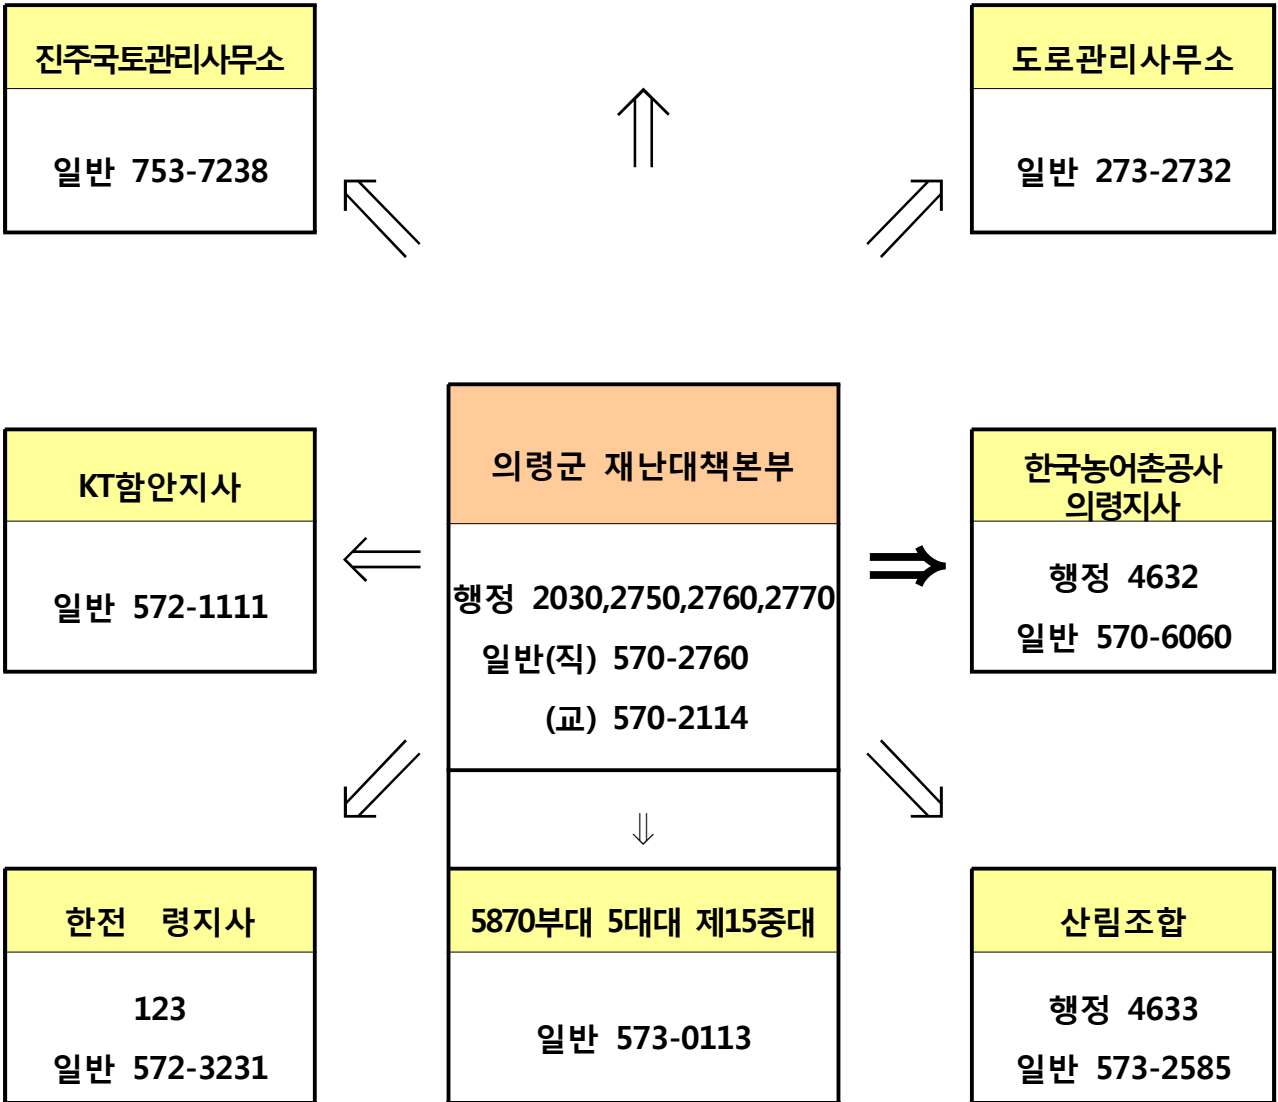 진주국토관리사무소
일반 753-7238
도로관리사무소
일반 273-2732
KT함안지사
일반 572-1111
의령군 재난대책본부
행정 2030,2750,2760,2770
일반(직) 570-2760
(교) 570-2114
한국농어촌공사
의령지사
행정 4632
일반 570-6060
한전 령지사
123
일반 572-3231
5870부대 5대대 제15중대
일반 573-0113
산림조합
행정 4633
일반 573-2585